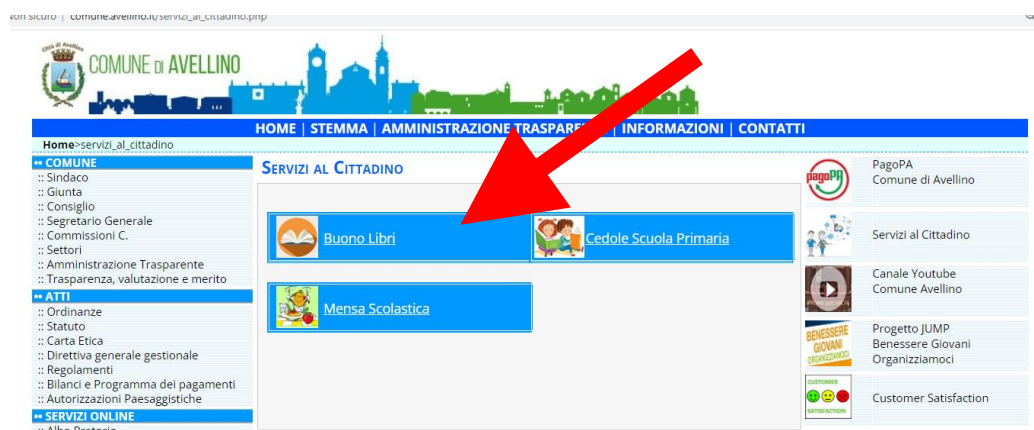 comune.avellino.it/servizi_al_cittadino.php
COMUNE DI AVELLINO
HOME | STEMMA | AMMINISTRAZIONE | INFORMAZIONI | CONTATTI
Home>servizi_al_cittadino
•• COMUNE
:: Sindaco
:: Giunta
:: Consiglio
:: Segretario Generale
:: Commissioni C.
:: Settori
:: Amministrazione Trasparente
:: Trasparenza, valutazione e merito
•• ATTI
:: Ordinanze
:: Statuto
:: Carta Etica
:: Direttiva generale gestionale
:: Regolamenti
:: Bilanci e Programma dei pagamenti
:: Autorizzazioni Paesaggistiche
•• SERVIZI ONLINE
SERVIZI AL CITTADINO
Buono Libri
Cedole Scuola Primaria
Mensa Scolastica
pagoPA
PagoPA
Comune di Avellino
Servizi al Cittadino
Canale Youtube
Comune Avellino
BENESSERE
GIOVANI
ORGANIZZIAMOCI
Progetto JUMP
Benessere Giovani
Organizziamoci
CUSTOMER
SATISFACTION
Customer Satisfaction